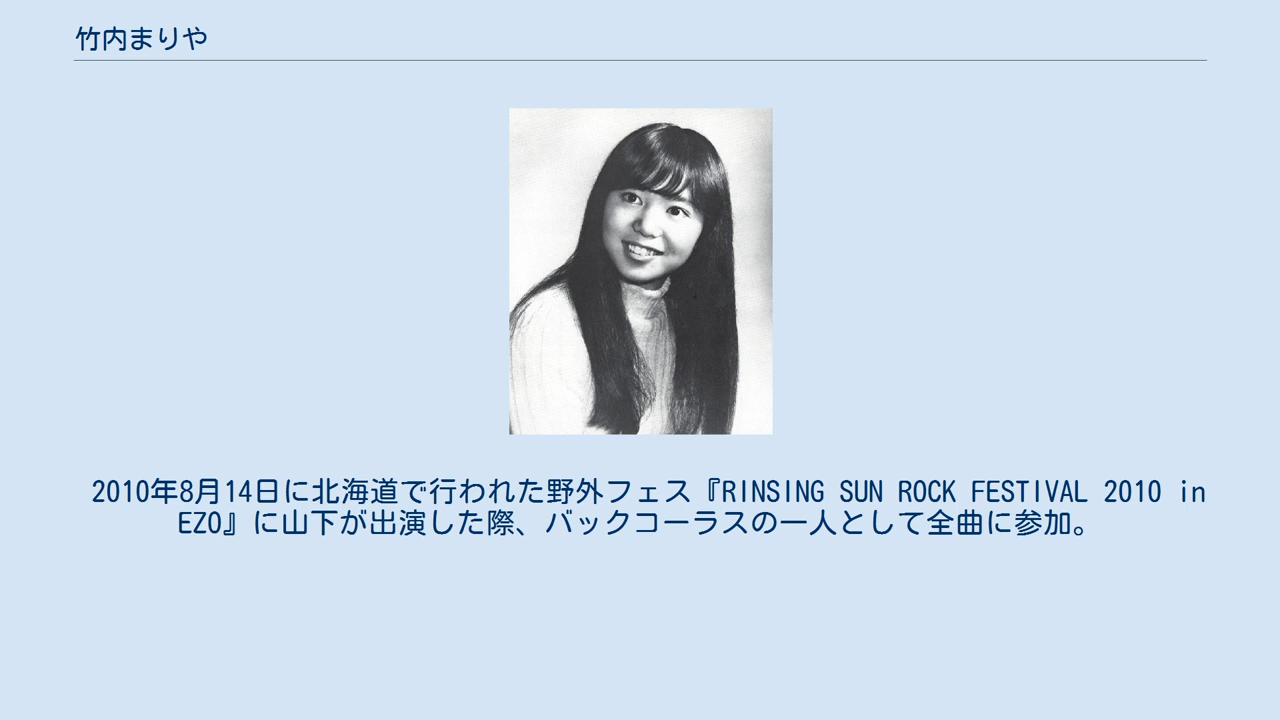 竹内まりや
2010年8月14日に北海道で行われた野外フェス『RINSING SUN ROCK FESTIVAL 2010 in
EZO』に山下が出演した際、バックコーラスの一人として全曲に参加。